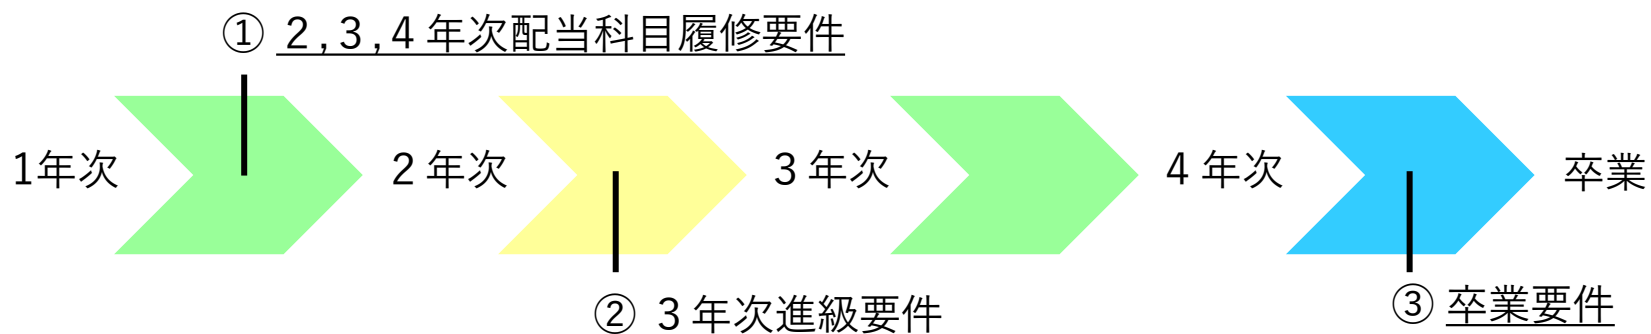 ① 2,3,4年次配当科目履修要件
1年次 2年次 3年次 4年次 卒業
② 3年次進級要件
③ 卒業要件